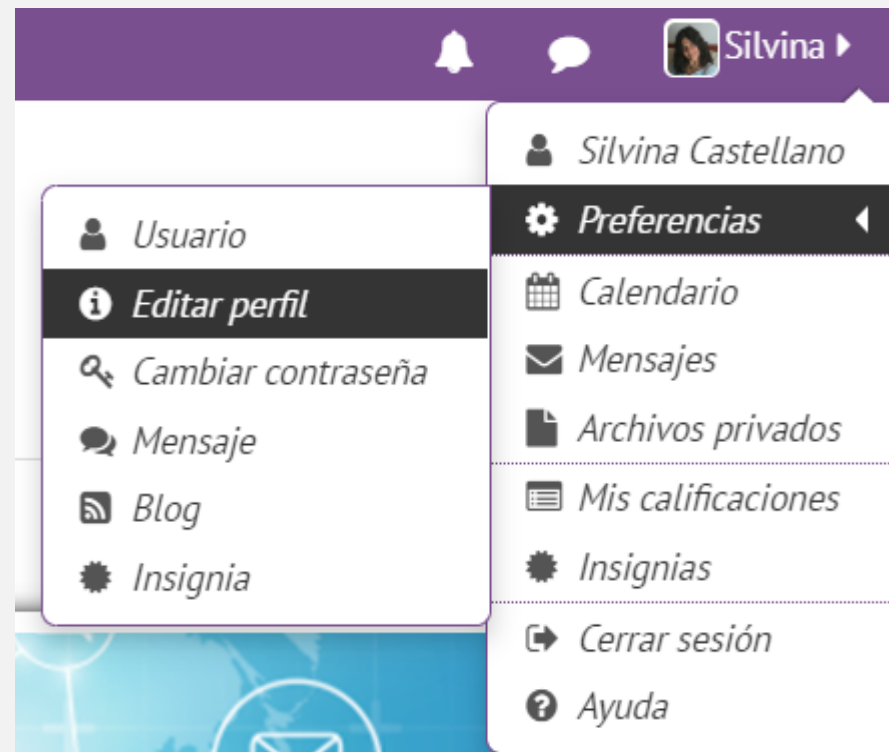 Silvina
Silvina Castellano
Preferencias
Calendario
Mensajes
Archivos privados
Mis calificaciones
Insignias
Cerrar sesión
Ayuda
Usuario
Editar perfil
Cambiar contraseña
Mensaje
Blog
Insignia